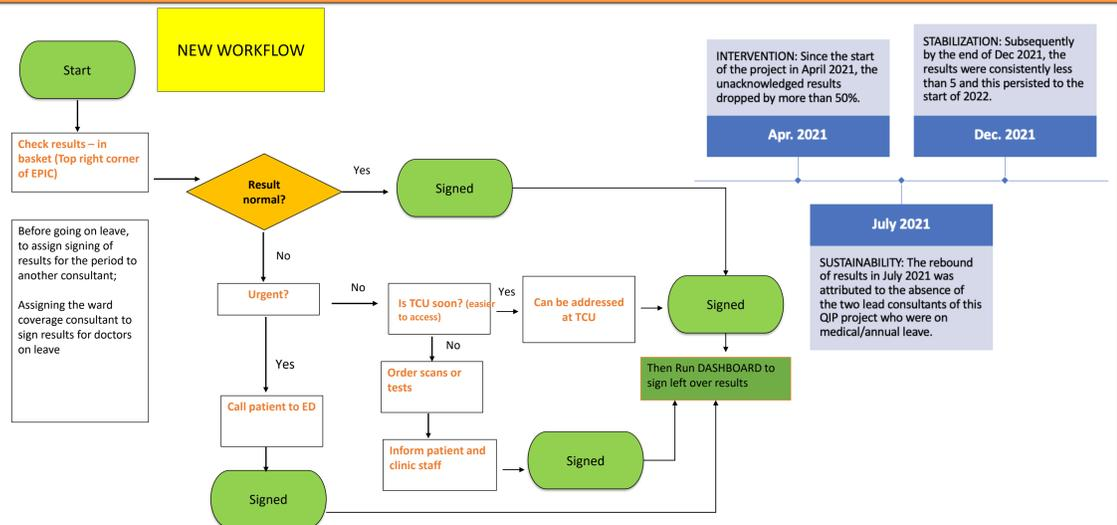 NEW WORKFLOW
Start
Check results – in
basket (Top right corner
of EPIC)
Before going on leave,
to assign signing of
results for the period to
another consultant;
Assigning the ward
coverage consultant to
sign results for doctors
on leave
Result
normal?
Yes
Signed
No
Urgent?
No
Is TCU soon? (easier
to access)
Yes
Can be addressed
at TCU
Signed
No
Order scans or
tests
Yes
Call patient to ED
Inform patient and
clinic staff
Signed
Signed
Then Run DASHBOARD to
sign left over results
INTERVENTION: Since the start
of the project in April 2021, the
unacknowledged results
dropped by more than 50%.
Apr. 2021
STABILIZATION: Subsequently
by the end of Dec 2021, the
results were consistently less
than 5 and this persisted to the
start of 2022.
Dec. 2021
July 2021
SUSTAINABILITY: The rebound
of results in July 2021 was
attributed to the absence of
the two lead consultants of this
QIP project who were on
medical/annual leave.